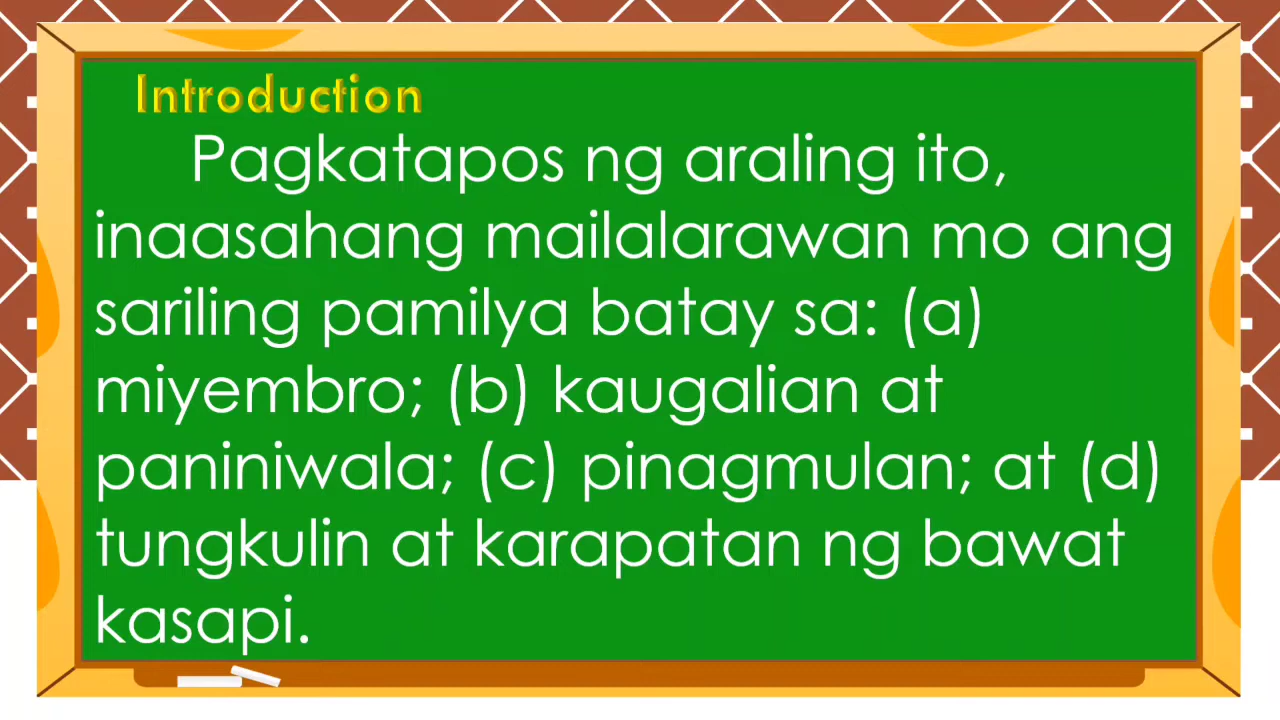 Introduction
Pagkatapos ng araling ito,
inaasahang mailalarawan mo ang
sariling pamilya batay sa: (a)
miyembro; (b) kaugalian at
paniniwala; (c) pinagmulan; at (d)
tungkulin at karapatan ng bawat
kasapi.